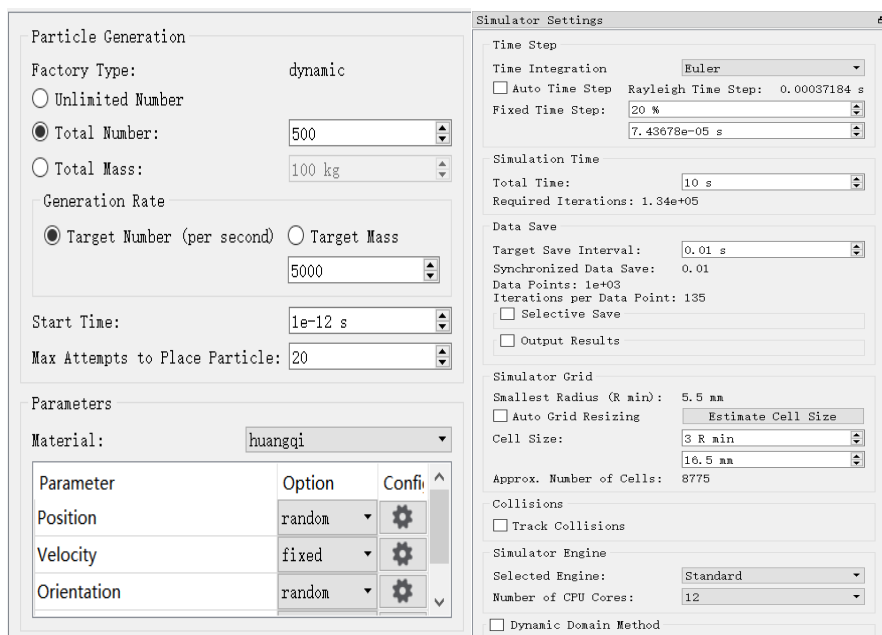 Particle Generation
Factory Type: dynamic
Unlimited Number
Total Number: 500
Total Mass: 100 kg
Generation Rate
Target Number (per second) Target Mass
5000
Start Time: 1e-12 s
Max Attempts to Place Particle: 20
Parameters
Material: huangqi
Parameter Option Config
Position random
Velocity fixed
Orientation random
Simulator Settings
Time Step
Time Integration Euler
Auto Time Step Rayleigh Time Step: 0.00037184 s
Fixed Time Step: 20 %
7.43678e-05 s
Simulation Time
Total Time: 10 s
Required Iterations: 1.34e+05
Data Save
Target Save Interval: 0.01 s
Synchronized Data Save: 0.01
Data Points: 1e+03
Iterations per Data Point: 135
Selective Save
Output Results
Simulator Grid
Smallest Radius (R min): 5.5 mm
Auto Grid Resizing Estimate Cell Size
Cell Size: 3 R min
16.5 mm
Approx. Number of Cells: 8775
Collisions
Track Collisions
Simulator Engine
Selected Engine: Standard
Number of CPU Cores: 12
Dynamic Domain Method